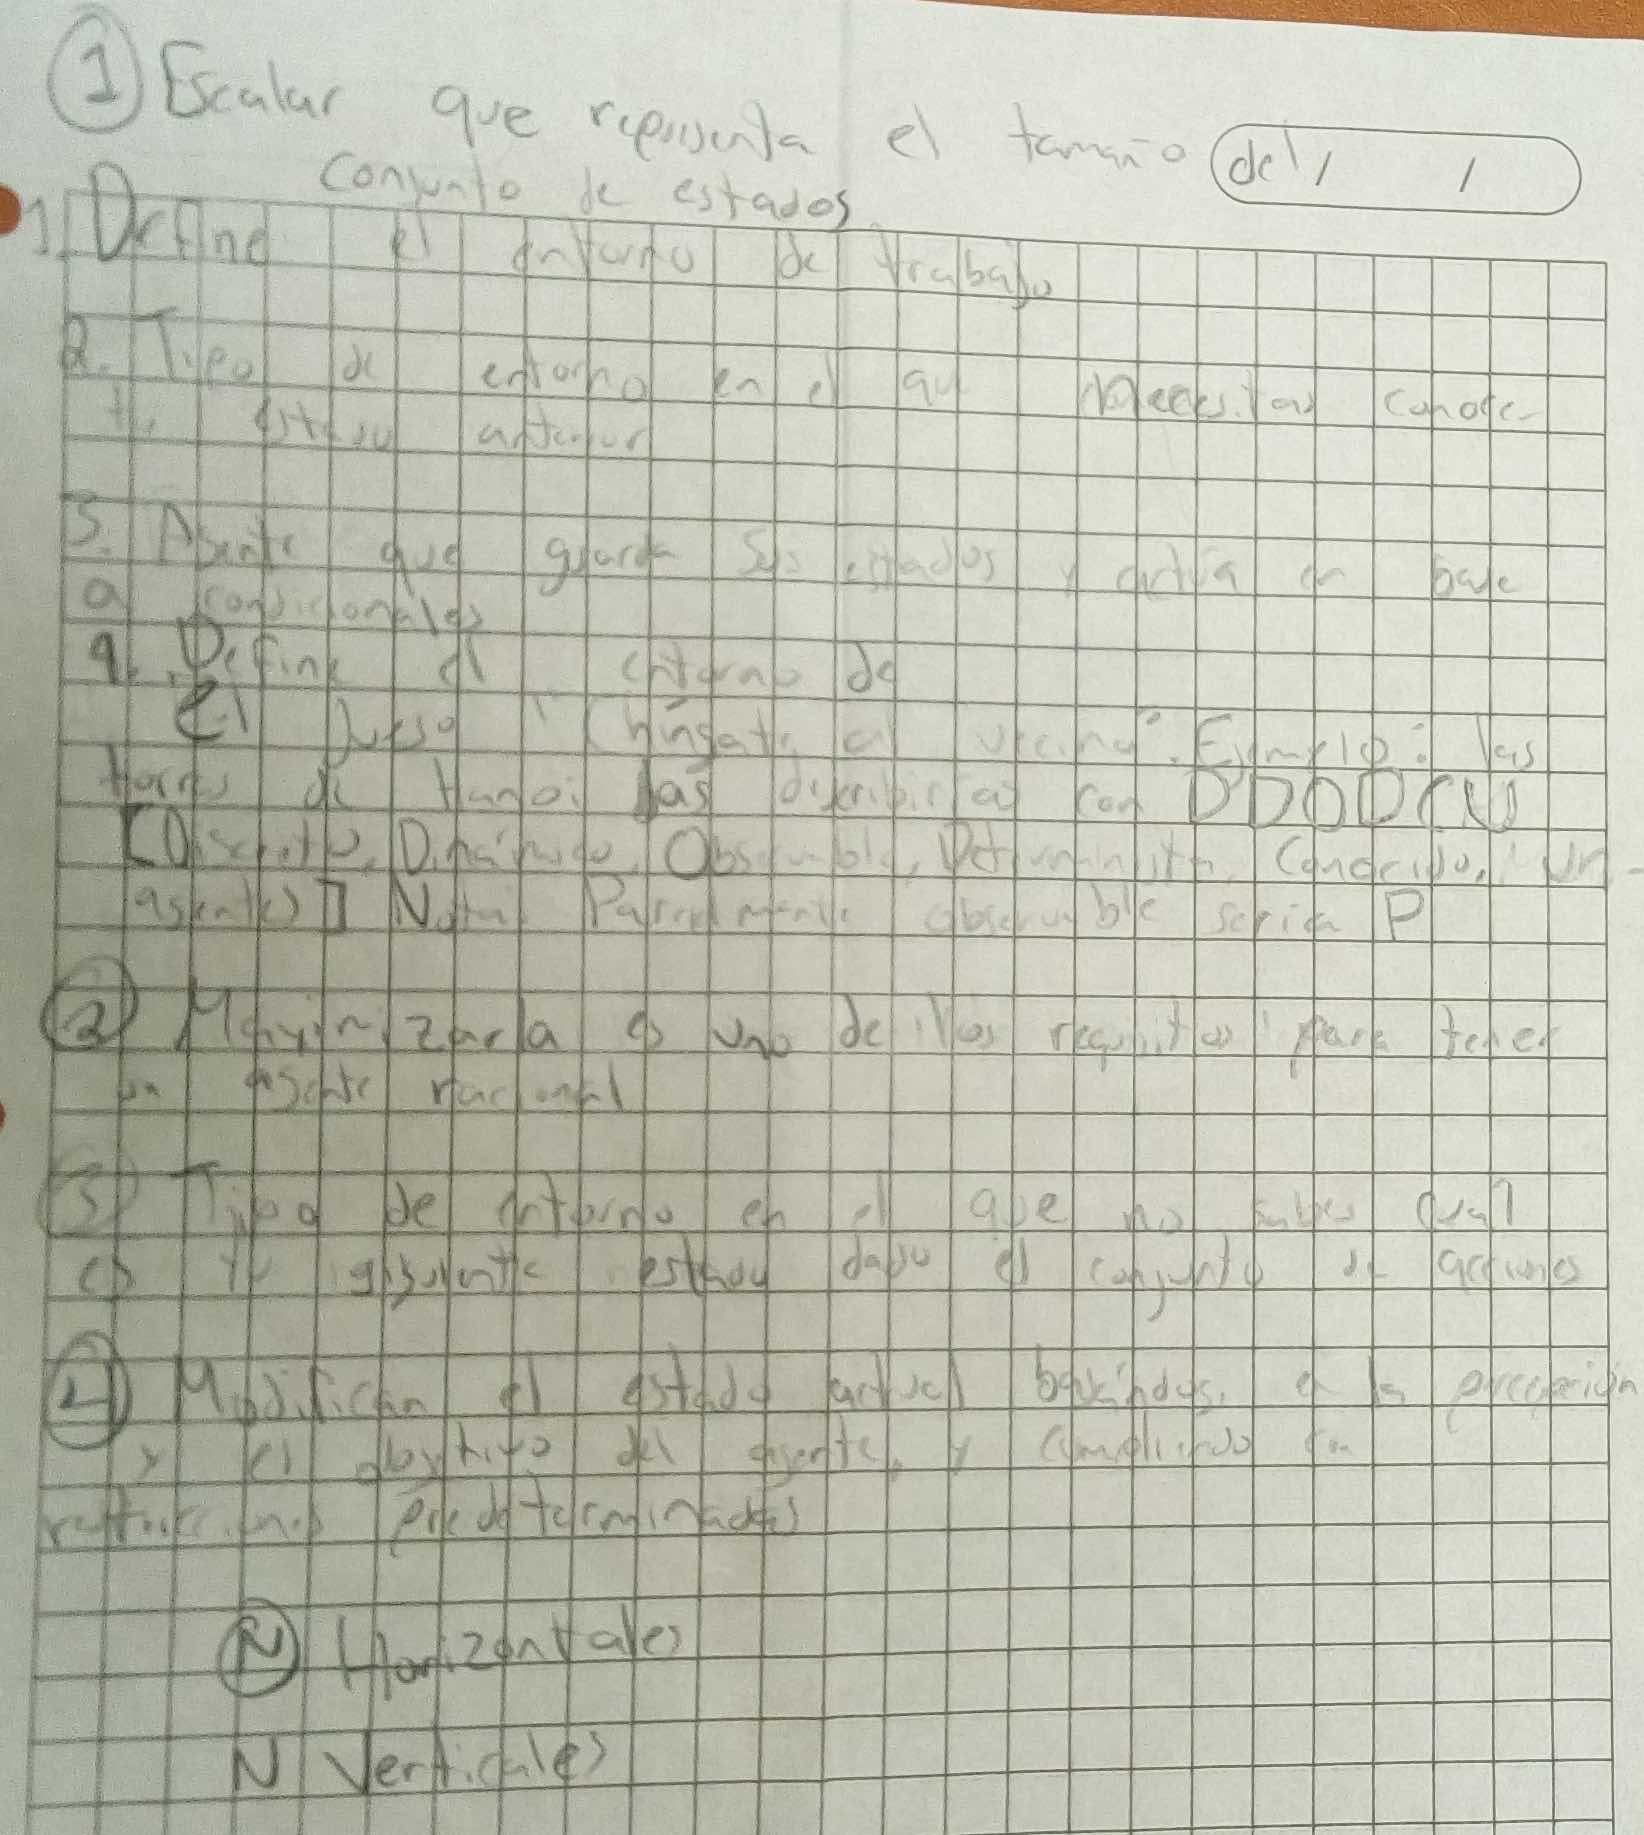 ① Escalar que representa el tamaño del
conjunto de estados
1. Define el entorno de trabajo
2. Tipo de entorno en el que Necesitas conocer
tu estado anterior
3. Agente que guarda sus estados y actúa en base
a condicionales
4. Define el entorno de
el Juego "Chingate al vecino". Ejemplo: las
torres de Hanoi las describirías con DDODCU
[Discreto, Dinámico, Observable, Determinista, Conocido, Un-
agente] Nota: Parcialmente observable seria P
② Maximizarla es uno de los requisitos para tener
un agente racional
③ Tipo de entorno en el que no sabes cual
es tu siguiente estado dado el conjunto de acciones
④ Modifican el estado actual basándose a la percepción
y el objetivo del agente, y cumpliendo con
restricciones predeterminadas
Ⓝ Horizontales
N Verticales